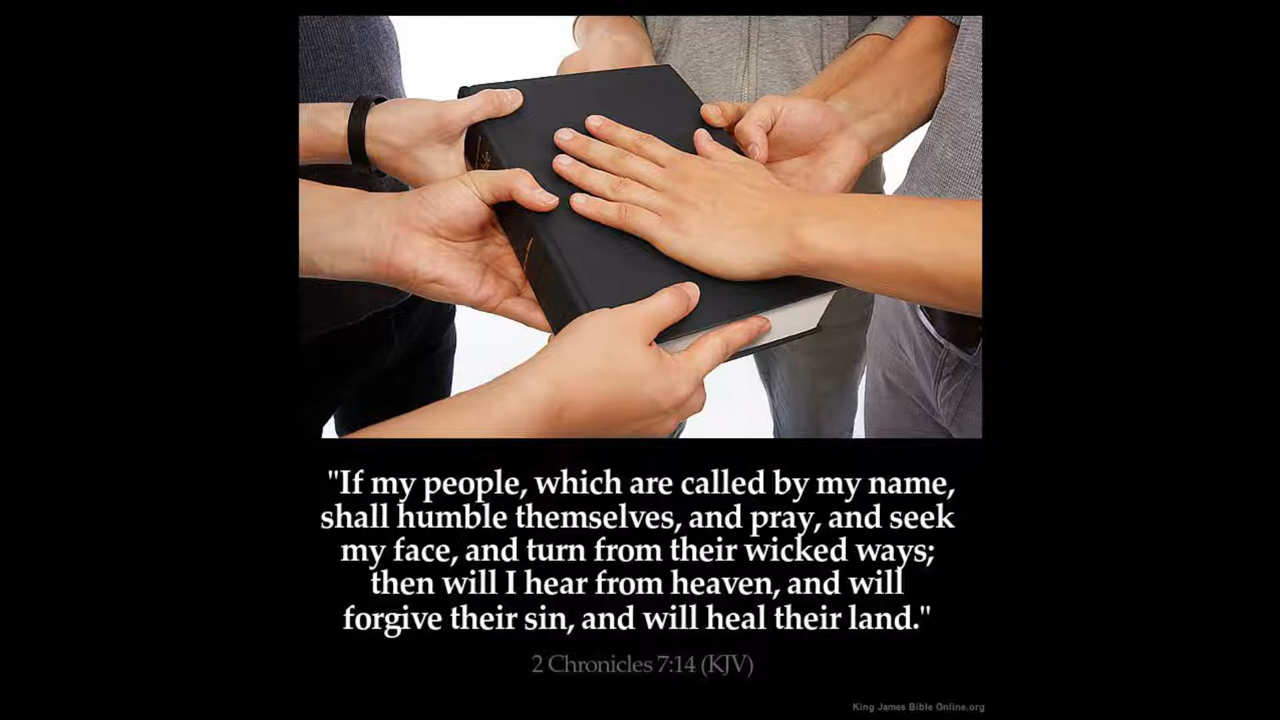 "If my people, which are called by my name,
shall humble themselves, and pray, and seek
my face, and turn from their wicked ways;
then will I hear from heaven, and will
forgive their sin, and will heal their land."
2 Chronicles 7:14 (KJV)
King James Bible Online.org